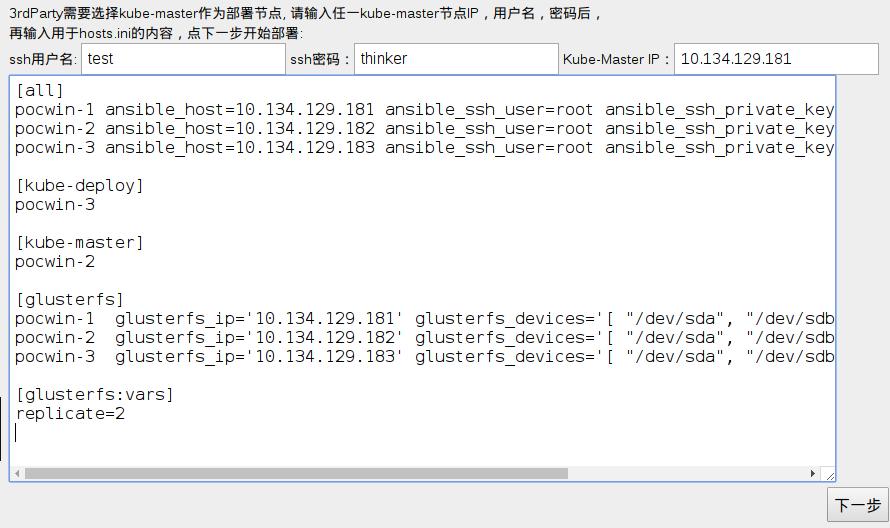 3rdParty需要选择kube-master作为部署节点, 请输入任一kube-master节点IP，用户名，密码后，
再输入用于hosts.ini的内容，点下一步开始部署:
ssh用户名: test ssh密码： thinker Kube-Master IP： 10.134.129.181
[all]
pocwin-1 ansible_host=10.134.129.181 ansible_ssh_user=root ansible_ssh_private_key
pocwin-2 ansible_host=10.134.129.182 ansible_ssh_user=root ansible_ssh_private_key
pocwin-3 ansible_host=10.134.129.183 ansible_ssh_user=root ansible_ssh_private_key
[kube-deploy]
pocwin-3
[kube-master]
pocwin-2
[glusterfs]
pocwin-1  glusterfs_ip='10.134.129.181' glusterfs_devices='[ "/dev/sda", "/dev/sdb
pocwin-2  glusterfs_ip='10.134.129.182' glusterfs_devices='[ "/dev/sda", "/dev/sdb
pocwin-3  glusterfs_ip='10.134.129.183' glusterfs_devices='[ "/dev/sda", "/dev/sdb
[glusterfs:vars]
replicate=2
下一步